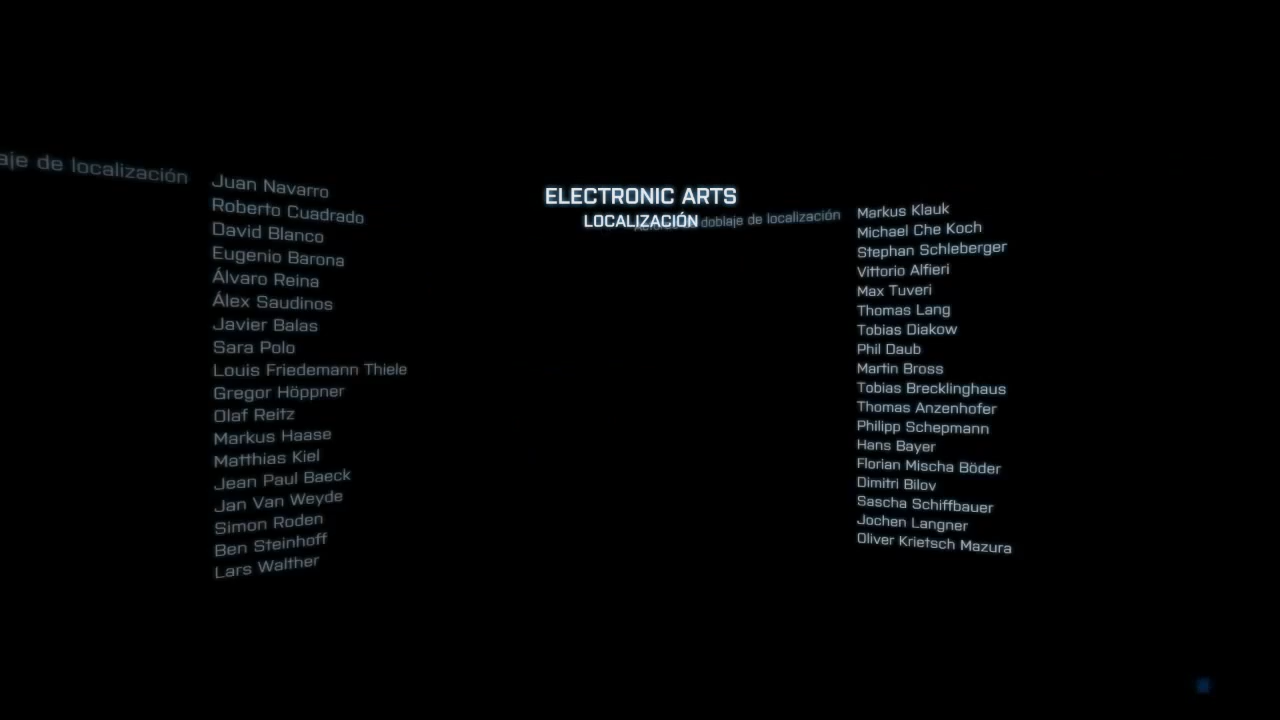 ELECTRONIC ARTS
LOCALIZACIÓN
de localización
Juan Navarro
Roberto Cuadrado
David Blanco
Eugenio Barona
Álvaro Reina
Álex Saudinos
Javier Balas
Sara Polo
Louis Friedemann Thiele
Gregor Höppner
Olaf Reitz
Markus Haase
Matthias Kiel
Jean Paul Baeck
Jan Van Weyde
Simon Roden
Ben Steinhoff
Lars Walther
doblaje de localización
Markus Klauk
Michael Che Koch
Stephan Schleberger
Vittorio Alfieri
Max Tuveri
Thomas Lang
Tobias Diakow
Phil Daub
Martin Bross
Tobias Brecklinghaus
Thomas Anzenhofer
Philipp Schepmann
Hans Bayer
Florian Mischa Böder
Dimitri Bilov
Sascha Schiffbauer
Jochen Langner
Oliver Krietsch Mazura